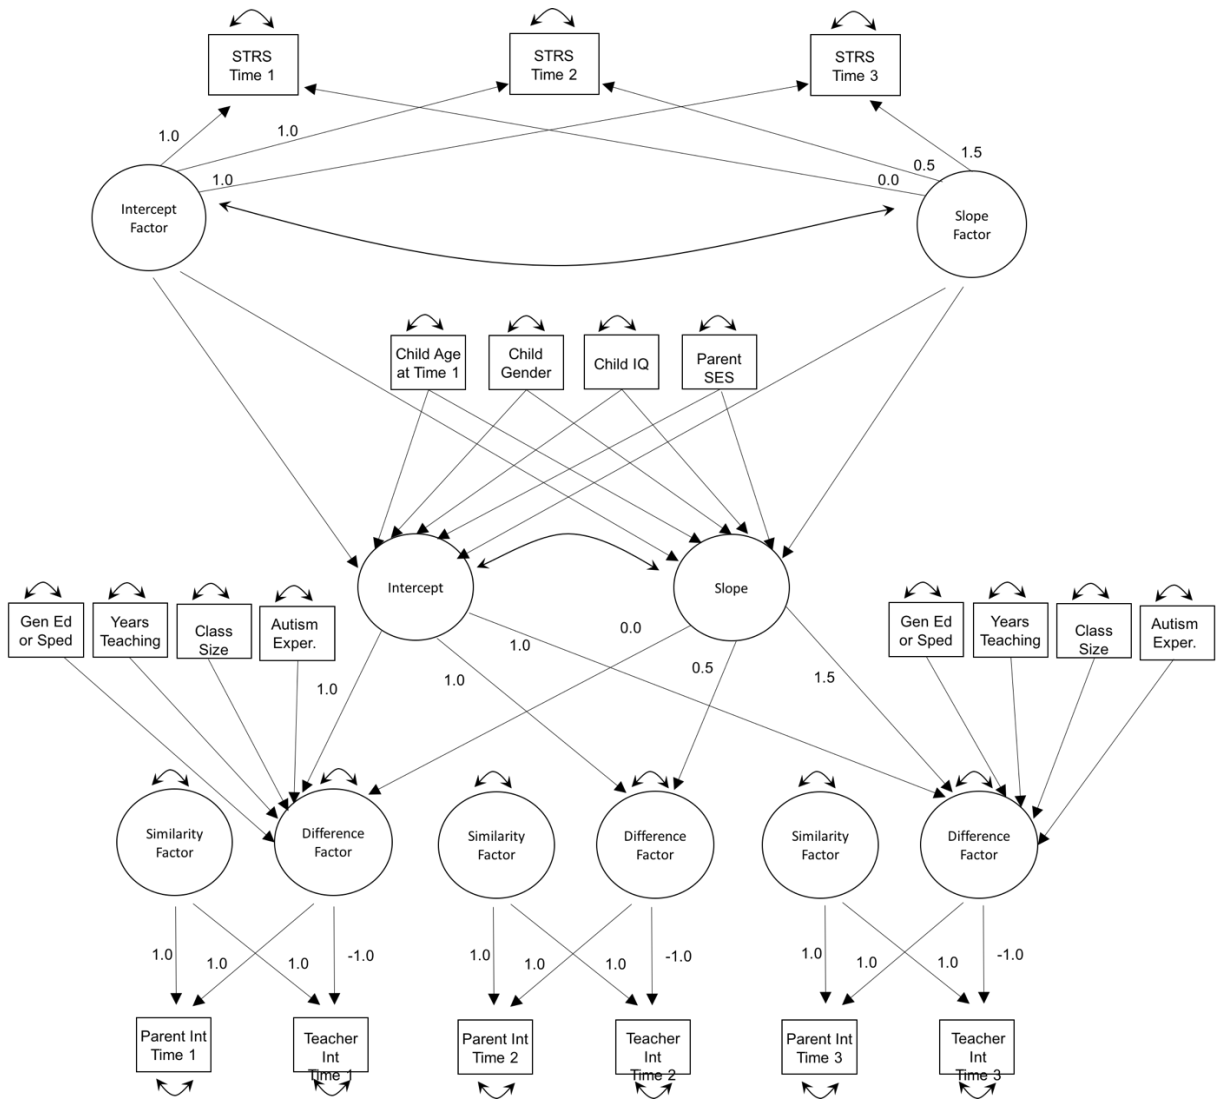 STRS
Time 1
STRS
Time 2
STRS
Time 3
1.0
1.0
1.0
0.0
0.5
1.5
Intercept
Factor
Slope
Factor
Child Age
at Time 1
Child
Gender
Child IQ
Parent
SES
Intercept
Slope
Gen Ed
or Sped
Years
Teaching
Class
Size
Autism
Exper.
Gen Ed
or Sped
Years
Teaching
Class
Size
Autism
Exper.
1.0
1.0
1.0
0.0
0.5
1.5
Similarity
Factor
Difference
Factor
Similarity
Factor
Difference
Factor
Similarity
Factor
Difference
Factor
1.0
1.0
1.0
-1.0
1.0
1.0
1.0
-1.0
1.0
1.0
1.0
-1.0
Parent Int
Time 1
Teacher
Int
Time 1
Parent Int
Time 2
Teacher
Int
Time 2
Parent Int
Time 3
Teacher
Int
Time 3